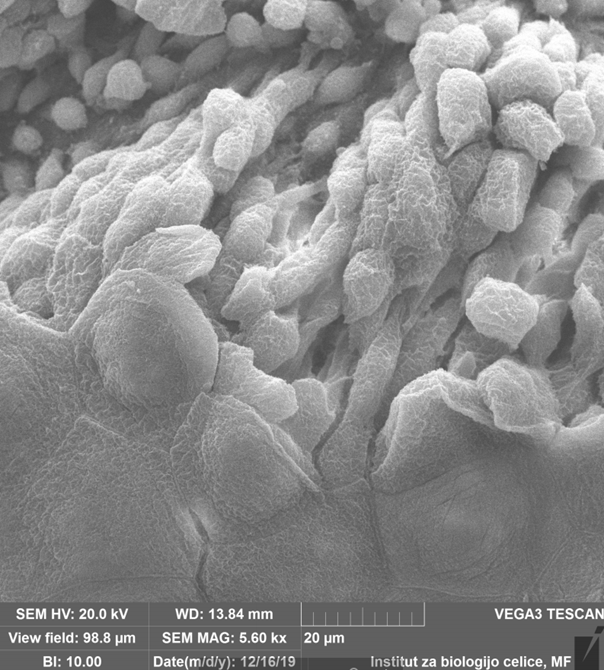 SEM HV: 20.0 kV WD: 13.84 mm VEGA3 TESCAN
View field: 98.8 µm SEM MAG: 5.60 kx 20 µm
BI: 10.00 Date(m/d/y): 12/16/19 Institut za biologijo celice, MF